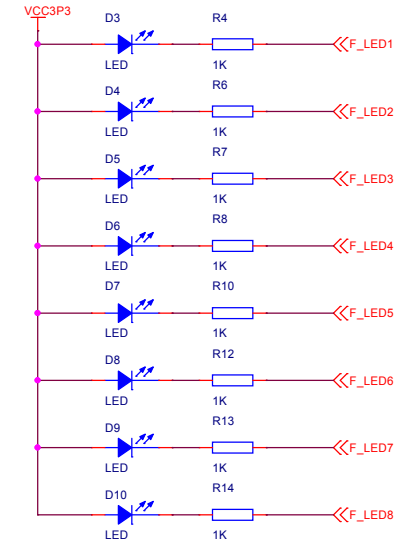 VCC3P3
D3 R4
F_LED1
LED 1K
D4 R6
F_LED2
LED 1K
D5 R7
F_LED3
LED 1K
D6 R8
F_LED4
LED 1K
D7 R10
F_LED5
LED 1K
D8 R12
F_LED6
LED 1K
D9 R13
F_LED7
LED 1K
D10 R14
F_LED8
LED 1K